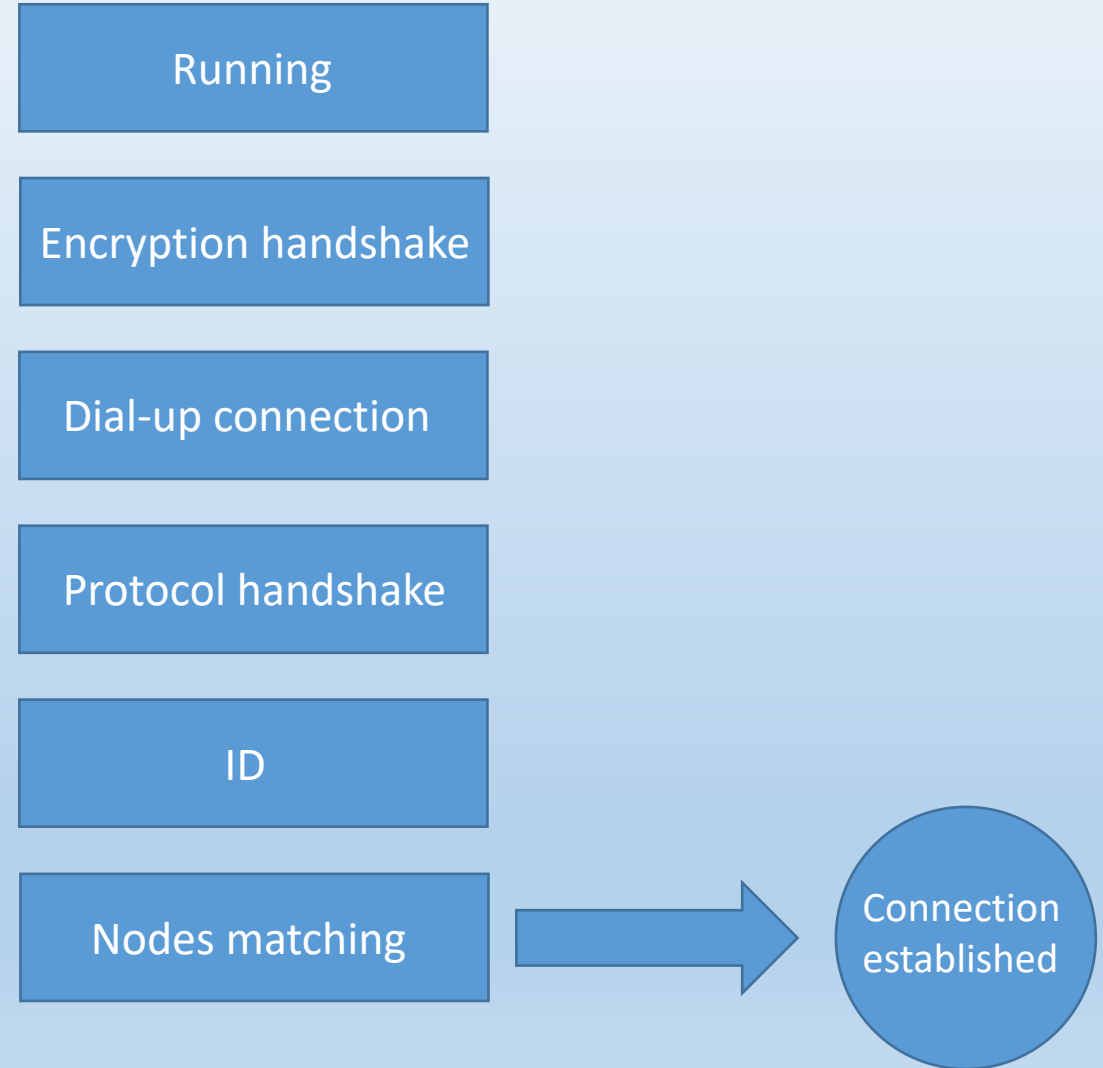 Running
Encryption handshake
Dial-up connection
Protocol handshake
ID
Nodes matching
Connection
established